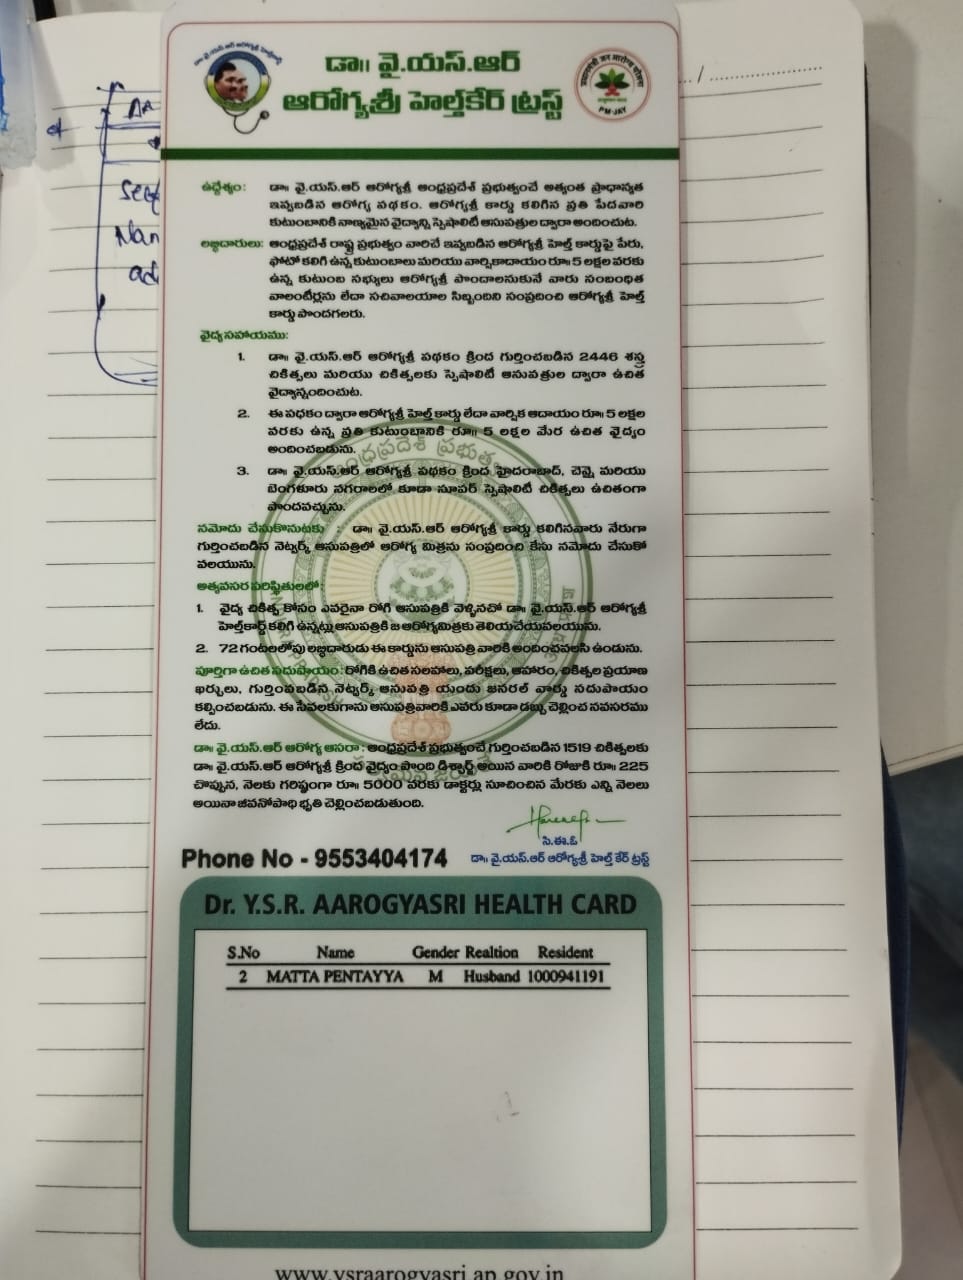 డా॥ వై.యస్.ఆర్
ఆరోగ్యశ్రీ హెల్త్‌కేర్ ట్రస్ట్
PM-JAY
ఉద్దేశ్యం: డా॥ వై.యస్.ఆర్ ఆరోగ్యశ్రీ ఆంధ్రప్రదేశ్ ప్రభుత్వంచే అత్యంత ప్రాధాన్యత
ఇవ్వబడిన ఆరోగ్య పథకం. ఆరోగ్యశ్రీ కార్డు కలిగిన ప్రతి పేదవారి
కుటుంబానికి నాణ్యమైన వైద్యాన్ని స్పెషాలిటీ ఆసుపత్రుల ద్వారా అందించుట.
లబ్ధిదారులు: ఆంధ్రప్రదేశ్ రాష్ట్ర ప్రభుత్వం వారిచే ఇవ్వబడిన ఆరోగ్యశ్రీ హెల్త్ కార్డుపై పేరు,
ఫోటో కలిగి ఉన్న కుటుంబాలు మరియు వార్షికాదాయం రూ॥ 5 లక్షల వరకు
ఉన్న కుటుంబ సభ్యులు ఆరోగ్యశ్రీ పొందాలనుకునే వారు సంబంధిత
వాలంటీర్లను లేదా సచివాలయాల సిబ్బందిని సంప్రదించి ఆరోగ్యశ్రీ హెల్త్
కార్డు పొందగలరు.
వైద్యసహాయము:
1. డా॥ వై.యస్.ఆర్ ఆరోగ్యశ్రీ పథకం క్రింద గుర్తించబడిన 2446 శస్త్ర
చికిత్సలు మరియు చికిత్సలకు స్పెషాలిటీ ఆసుపత్రుల ద్వారా ఉచిత
వైద్యాన్నందించుట.
2. ఈ పథకం ద్వారా ఆరోగ్యశ్రీ హెల్త్ కార్డు లేదా వార్షిక ఆదాయం రూ॥ 5 లక్షల
వరకు ఉన్న ప్రతి కుటుంబానికి రూ॥ 5 లక్షల మేర ఉచిత వైద్యం
అందించబడును.
3. డా॥ వై.యస్.ఆర్ ఆరోగ్యశ్రీ పథకం క్రింద హైదరాబాద్, చెన్నై మరియు
బెంగళూరు నగరాలలో కూడా సూపర్ స్పెషాలిటీ చికిత్సలు ఉచితంగా
పొందవచ్చును.
నమోదు చేసుకొనుటకు : డా॥ వై.యస్.ఆర్ ఆరోగ్యశ్రీ కార్డు కలిగినవారు నేరుగా
గుర్తించబడిన నెట్వర్క్ ఆసుపత్రిలో ఆరోగ్య మిత్రను సంప్రదించి కేసు నమోదు చేసుకో
వలయును.
అత్యవసర పరిస్థితులలో :
1. వైద్య చికిత్స కోసం ఎవరైనా రోగి ఆసుపత్రికి వెళ్ళినచో డా॥ వై.యస్.ఆర్ ఆరోగ్యశ్రీ
హెల్త్‌కార్డ్ కలిగి ఉన్నట్లు ఆసుపత్రికి ఆరోగ్యమిత్రకు తెలియచేయవలయును.
2. 72 గంటలలోపు లబ్ధిదారుడు ఈ కార్డును ఆసుపత్రి వారికి అందించవలసి ఉండును.
పూర్తిగా ఉచిత సదుపాయం: రోగికి ఉచిత సలహాలు, పరీక్షలు, ఆహారం, చికిత్సల ప్రయాణ
ఖర్చులు, గుర్తింపబడిన నెట్వర్క్ ఆసుపత్రి యందు జనరల్ వార్డు సదుపాయం
కల్పించబడును. ఈ సేవలకుగాను ఆసుపత్రివారికి ఎవరు కూడా డబ్బు చెల్లించ నవసరము
లేదు.
డా॥ వై.యస్.ఆర్ ఆరోగ్య ఆసరా : ఆంధ్రప్రదేశ్ ప్రభుత్వంచే గుర్తించబడిన 1519 చికిత్సలకు
డా॥ వై.యస్.ఆర్ ఆరోగ్యశ్రీ క్రింద వైద్యం పొంది డిశ్చార్జ్ అయిన వారికి రోజుకి రూ॥ 225
చొప్పున, నెలకు గరిష్ఠంగా రూ॥ 5000 వరకు డాక్టర్లు సూచించిన మేరకు ఎన్ని నెలలు
అయినా జీవనోపాధి భృతి చెల్లించబడుతుంది.
సి.ఈ.ఓ
Phone No - 9553404174 డా॥ వై.యస్.ఆర్ ఆరోగ్యశ్రీ హెల్త్ కేర్ ట్రస్ట్
Dr. Y.S.R. AAROGYASRI HEALTH CARD
S.No Name Gender Realtion Resident
2 MATTA PENTAYYA M Husband 1000941191
www.ysraarogyasri.ap.gov.in